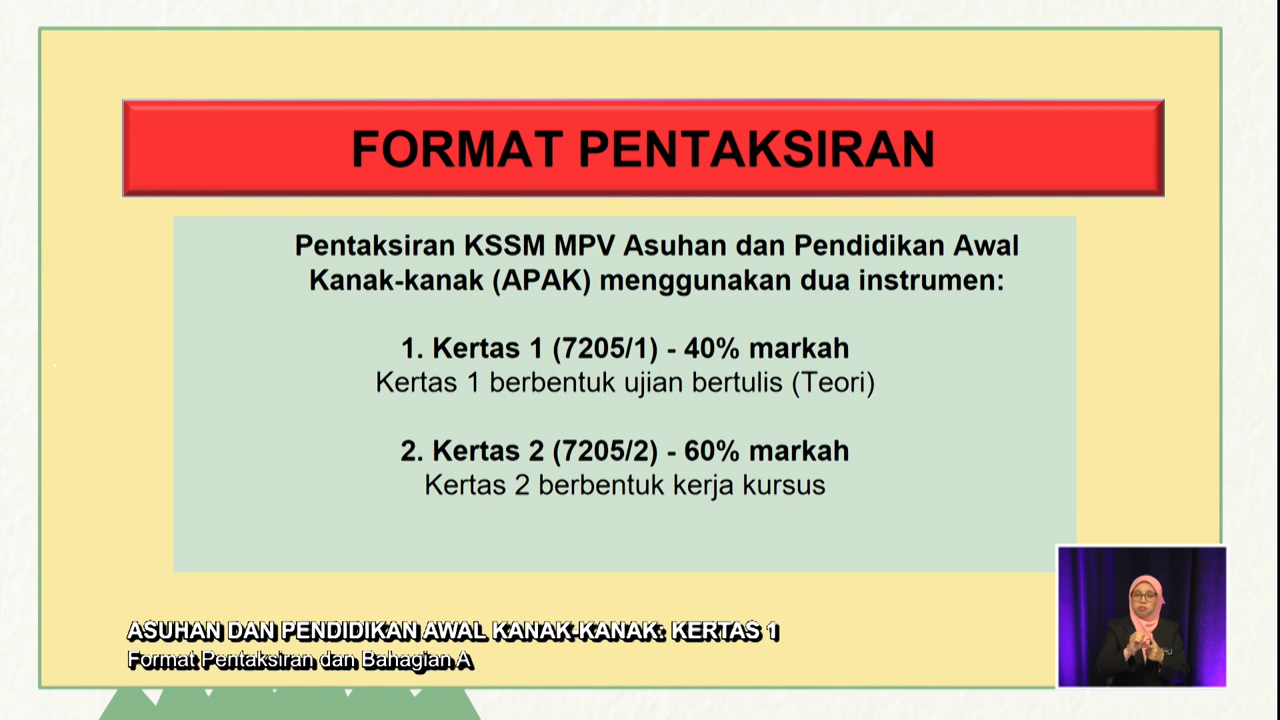 FORMAT PENTAKSIRAN
Pentaksiran KSSM MPV Asuhan dan Pendidikan Awal
Kanak-kanak (APAK) menggunakan dua instrumen:
1. Kertas 1 (7205/1) - 40% markah
Kertas 1 berbentuk ujian bertulis (Teori)
2. Kertas 2 (7205/2) - 60% markah
Kertas 2 berbentuk kerja kursus
ASUHAN DAN PENDIDIKAN AWAL KANAK-KANAK: KERTAS 1
Format Pentaksiran dan Bahagian A